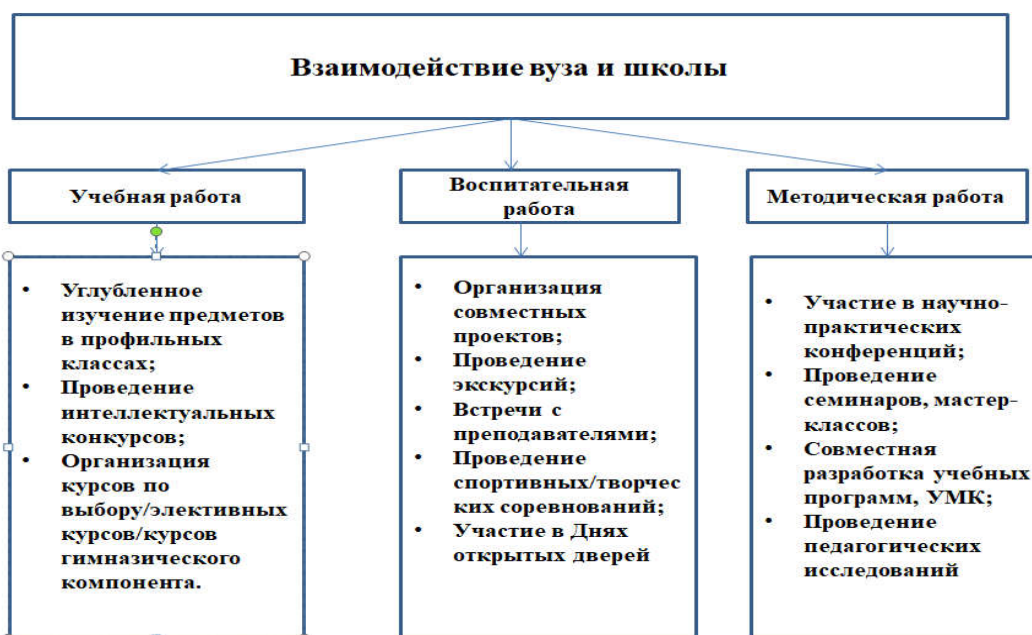 Взаимодействие вуза и школы
Учебная работа
Воспитательная
работа
Методическая работа
• Углубленное
изучение предметов
в профильных
классах;
• Проведение
интеллектуальных
конкурсов;
• Организация
курсов по
выбору/элективных
курсов/курсов
гимназического
компонента.
• Организация
совместных
проектов;
• Проведение
экскурсий;
• Встречи с
преподавателями;
• Проведение
спортивных/творчес
ких соревнований;
• Участие в Днях
открытых дверей
• Участие в научно-
практических
конференций;
• Проведение
семинаров, мастер-
классов;
• Совместная
разработка учебных
программ, УМК;
• Проведение
педагогических
исследований